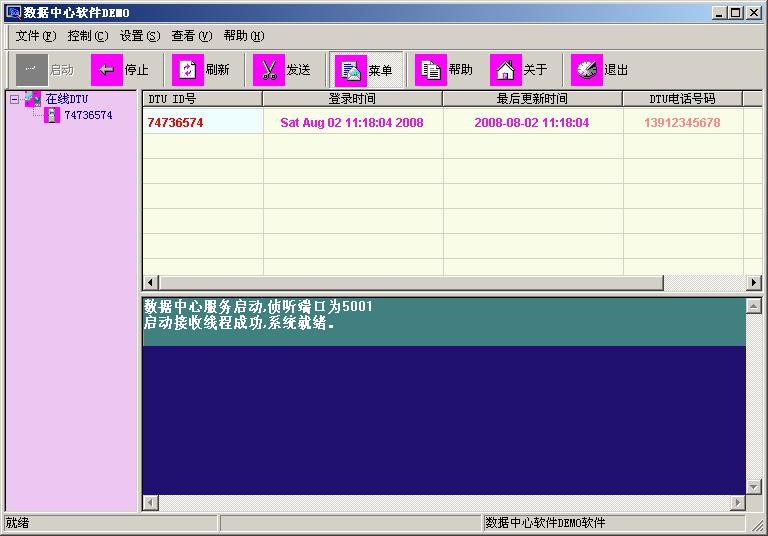 数据中心软件DEMO
文件(F) 控制(C) 设置(S) 查看(V) 帮助(H)
启动 停止 刷新 发送 菜单 帮助 关于 退出
在线DTU
74736574
DTU ID号 登录时间 最后更新时间 DTU电话号码
74736574 Sat Aug 02 11:18:04 2008 2008-08-02 11:18:04 13912345678
数据中心服务启动,侦听端口为5001
启动接收线程成功,系统就绪。
就绪 数据中心软件DEMO软件